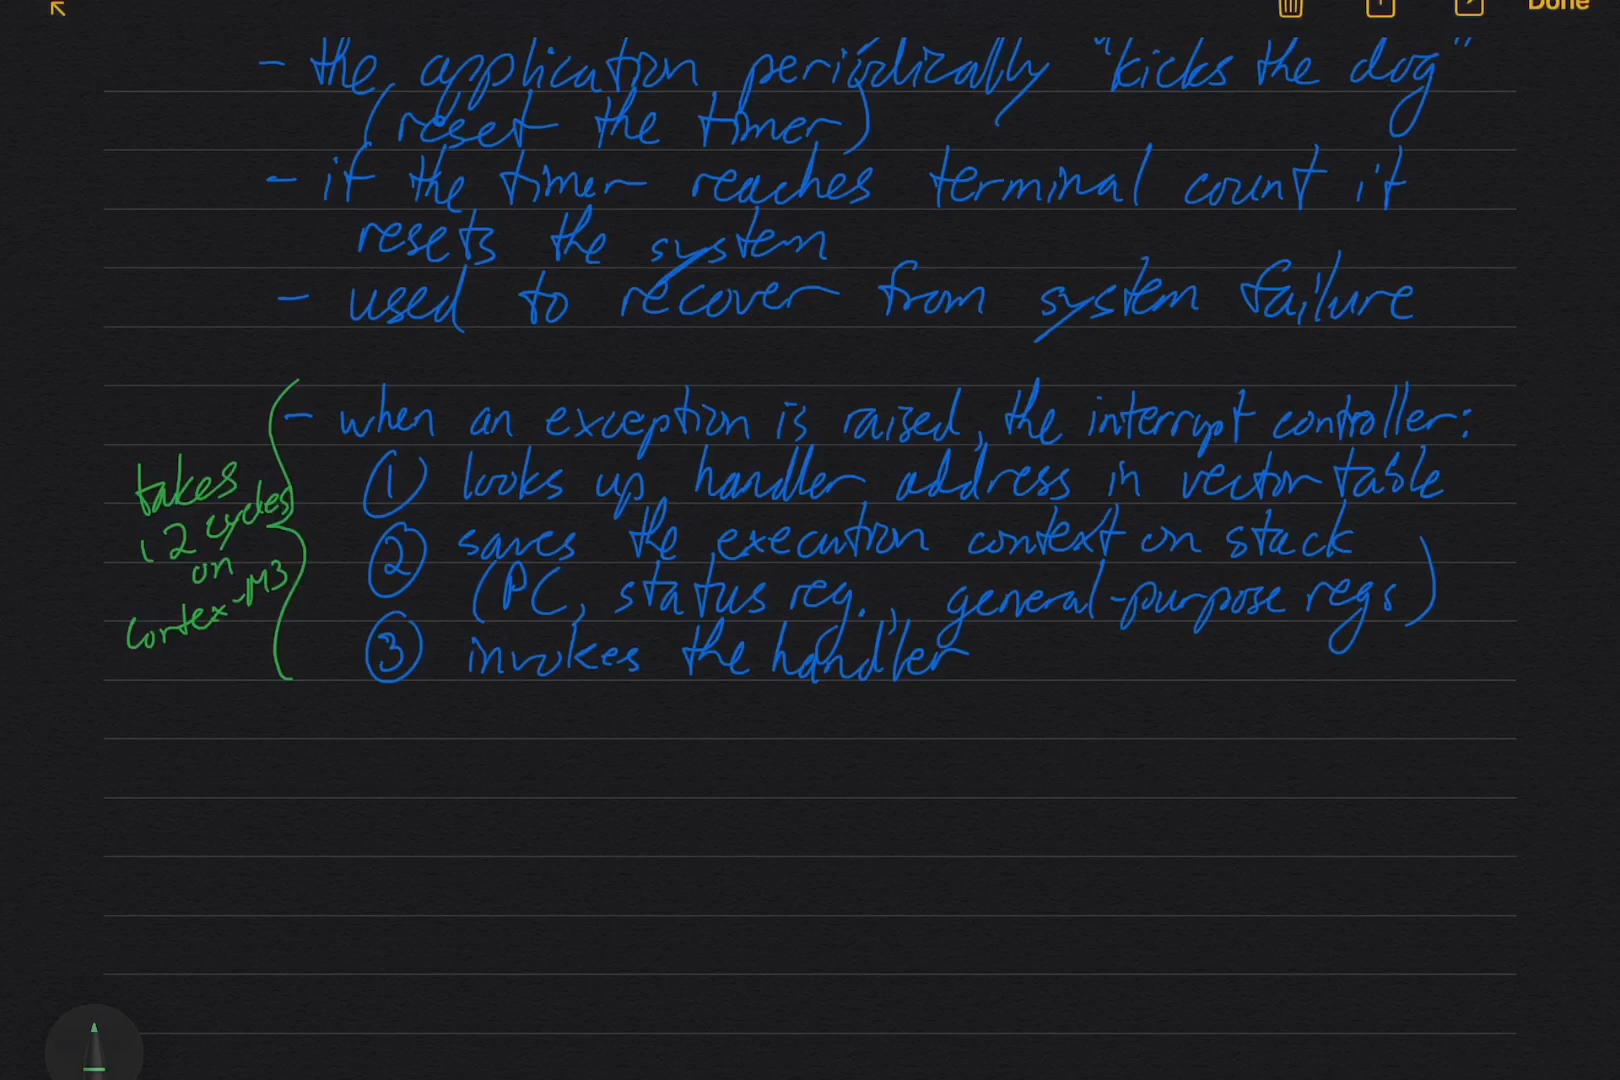 Done
- the application periodically "kicks the dog"
(reset the timer)
- if the timer reaches terminal count it
resets the system
- used to recover from system failure
- when an exception is raised, the interrupt controller:
① looks up handler address in vector table
② saves the execution context on stack
(PC, status reg., general-purpose regs)
③ invokes the handler
takes
12 cycles
on
Cortex-M3